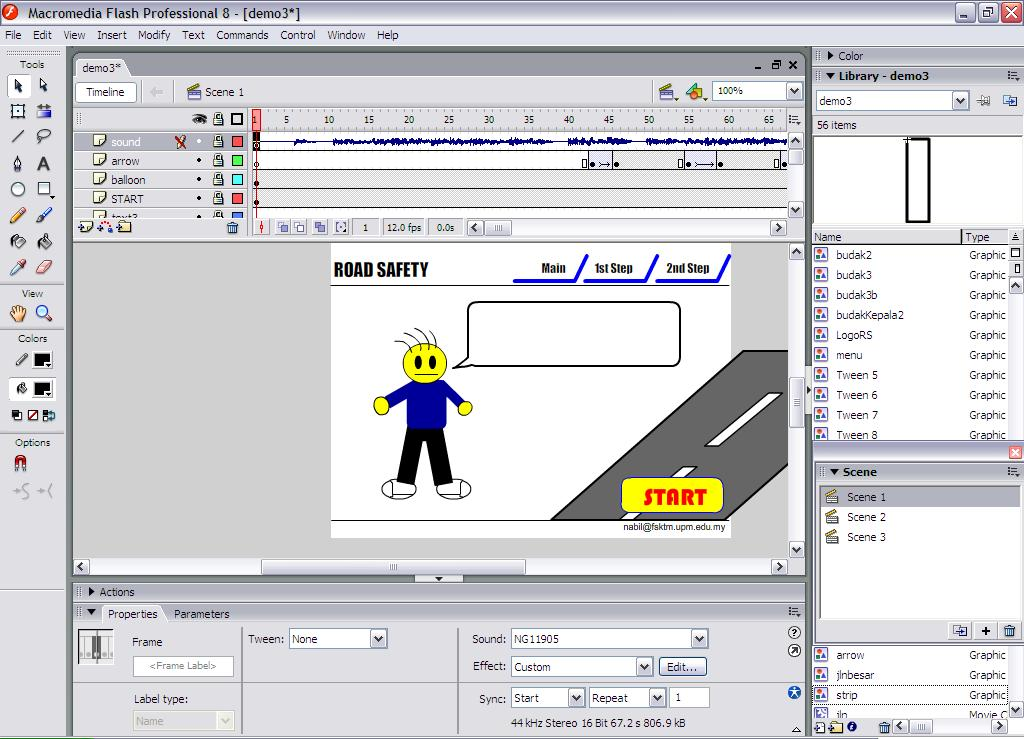 Macromedia Flash Professional 8 - [demo3*]
File Edit View Insert Modify Text Commands Control Window Help
Tools
View
Colors
Options
demo3*
Timeline
Scene 1
100%
1 5 10 15 20 25 30 35 40 45 50 55 60 65
sound
arrow
balloon
START
text3
1 12.0 fps 0.0s
ROAD SAFETY
Main 1st Step 2nd Step
START
nabil@fsktm.upm.edu.my
Actions
Properties Parameters
Frame
<Frame Label>
Label type:
Name
Tween: None
Sound: NG11905
Effect: Custom Edit...
Sync: Start Repeat 1
44 kHz Stereo 16 Bit 67.2 s 806.9 kB
Color
Library - demo3
demo3
56 items
Name Type
budak2 Graphic
budak3 Graphic
budak3b Graphic
budakKepala2 Graphic
LogoRS Graphic
menu Graphic
Tween 5 Graphic
Tween 6 Graphic
Tween 7 Graphic
Tween 8 Graphic
Scene
Scene 1
Scene 2
Scene 3
arrow Graphic
jlnbesar Graphic
strip Graphic
jln Movie C